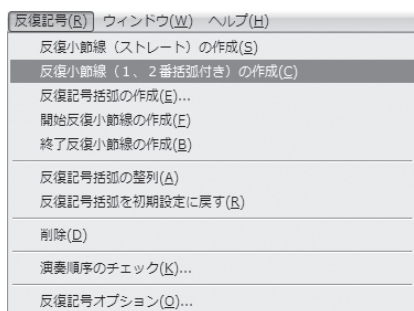 反復記号(R) ウィンドウ(W) ヘルプ(H)
反復小節線（ストレート）の作成(S)
反復小節線（１、２番括弧付き）の作成(C)
反復記号括弧の作成(E)...
開始反復小節線の作成(F)
終了反復小節線の作成(B)
反復記号括弧の整列(A)
反復記号括弧を初期設定に戻す(R)
削除(D)
演奏順序のチェック(K)...
反復記号オプション(O)...